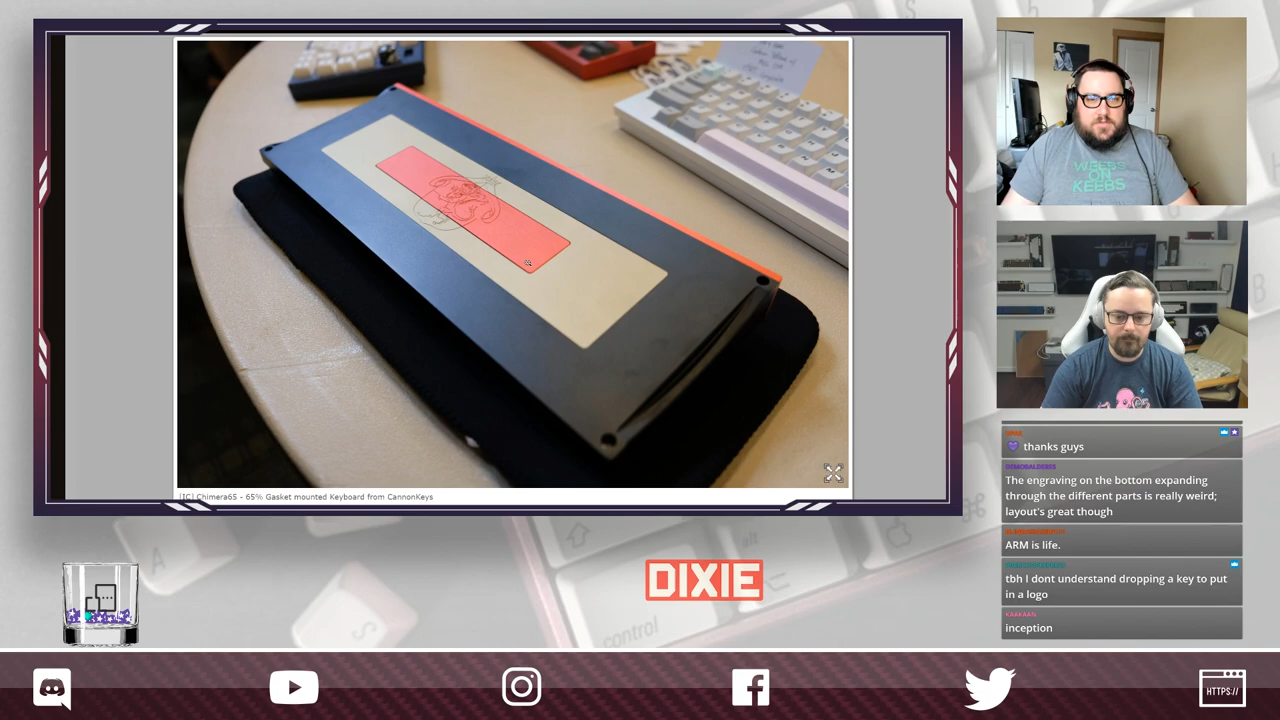 WEEBS
ON
KEEBS
[IC] Chimera65 - 65% Gasket mounted Keyboard from CannonKeys
thanks guys
The engraving on the bottom expanding
through the different parts is really weird;
layout's great though
ARM is life.
tbh I dont understand dropping a key to put
in a logo
inception
DIXIE
A
S
alt
control
HTTPS://